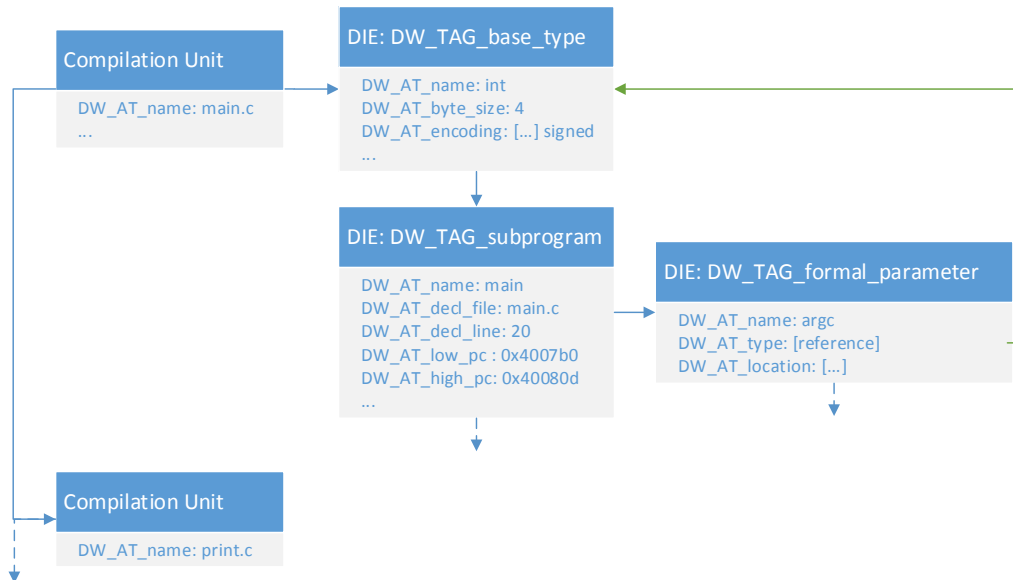 Compilation Unit
DW_AT_name: main.c
...
DIE: DW_TAG_base_type
DW_AT_name: int
DW_AT_byte_size: 4
DW_AT_encoding: [...] signed
...
DIE: DW_TAG_subprogram
DW_AT_name: main
DW_AT_decl_file: main.c
DW_AT_decl_line: 20
DW_AT_low_pc : 0x4007b0
DW_AT_high_pc: 0x40080d
...
DIE: DW_TAG_formal_parameter
DW_AT_name: argc
DW_AT_type: [reference]
DW_AT_location: [...]
Compilation Unit
DW_AT_name: print.c